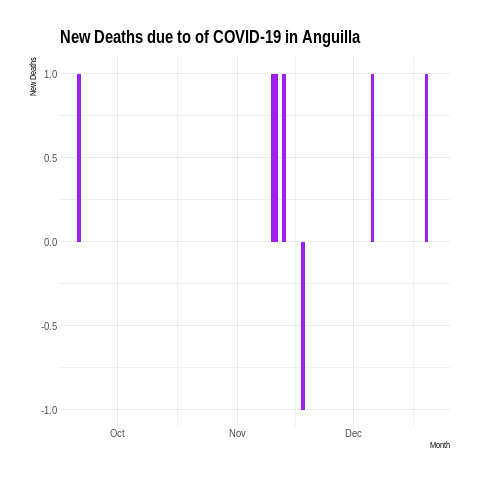 New Deaths due to of COVID-19 in Anguilla
New Deaths
1.0
0.5
0.0
-0.5
-1.0
Oct Nov Dec
Month